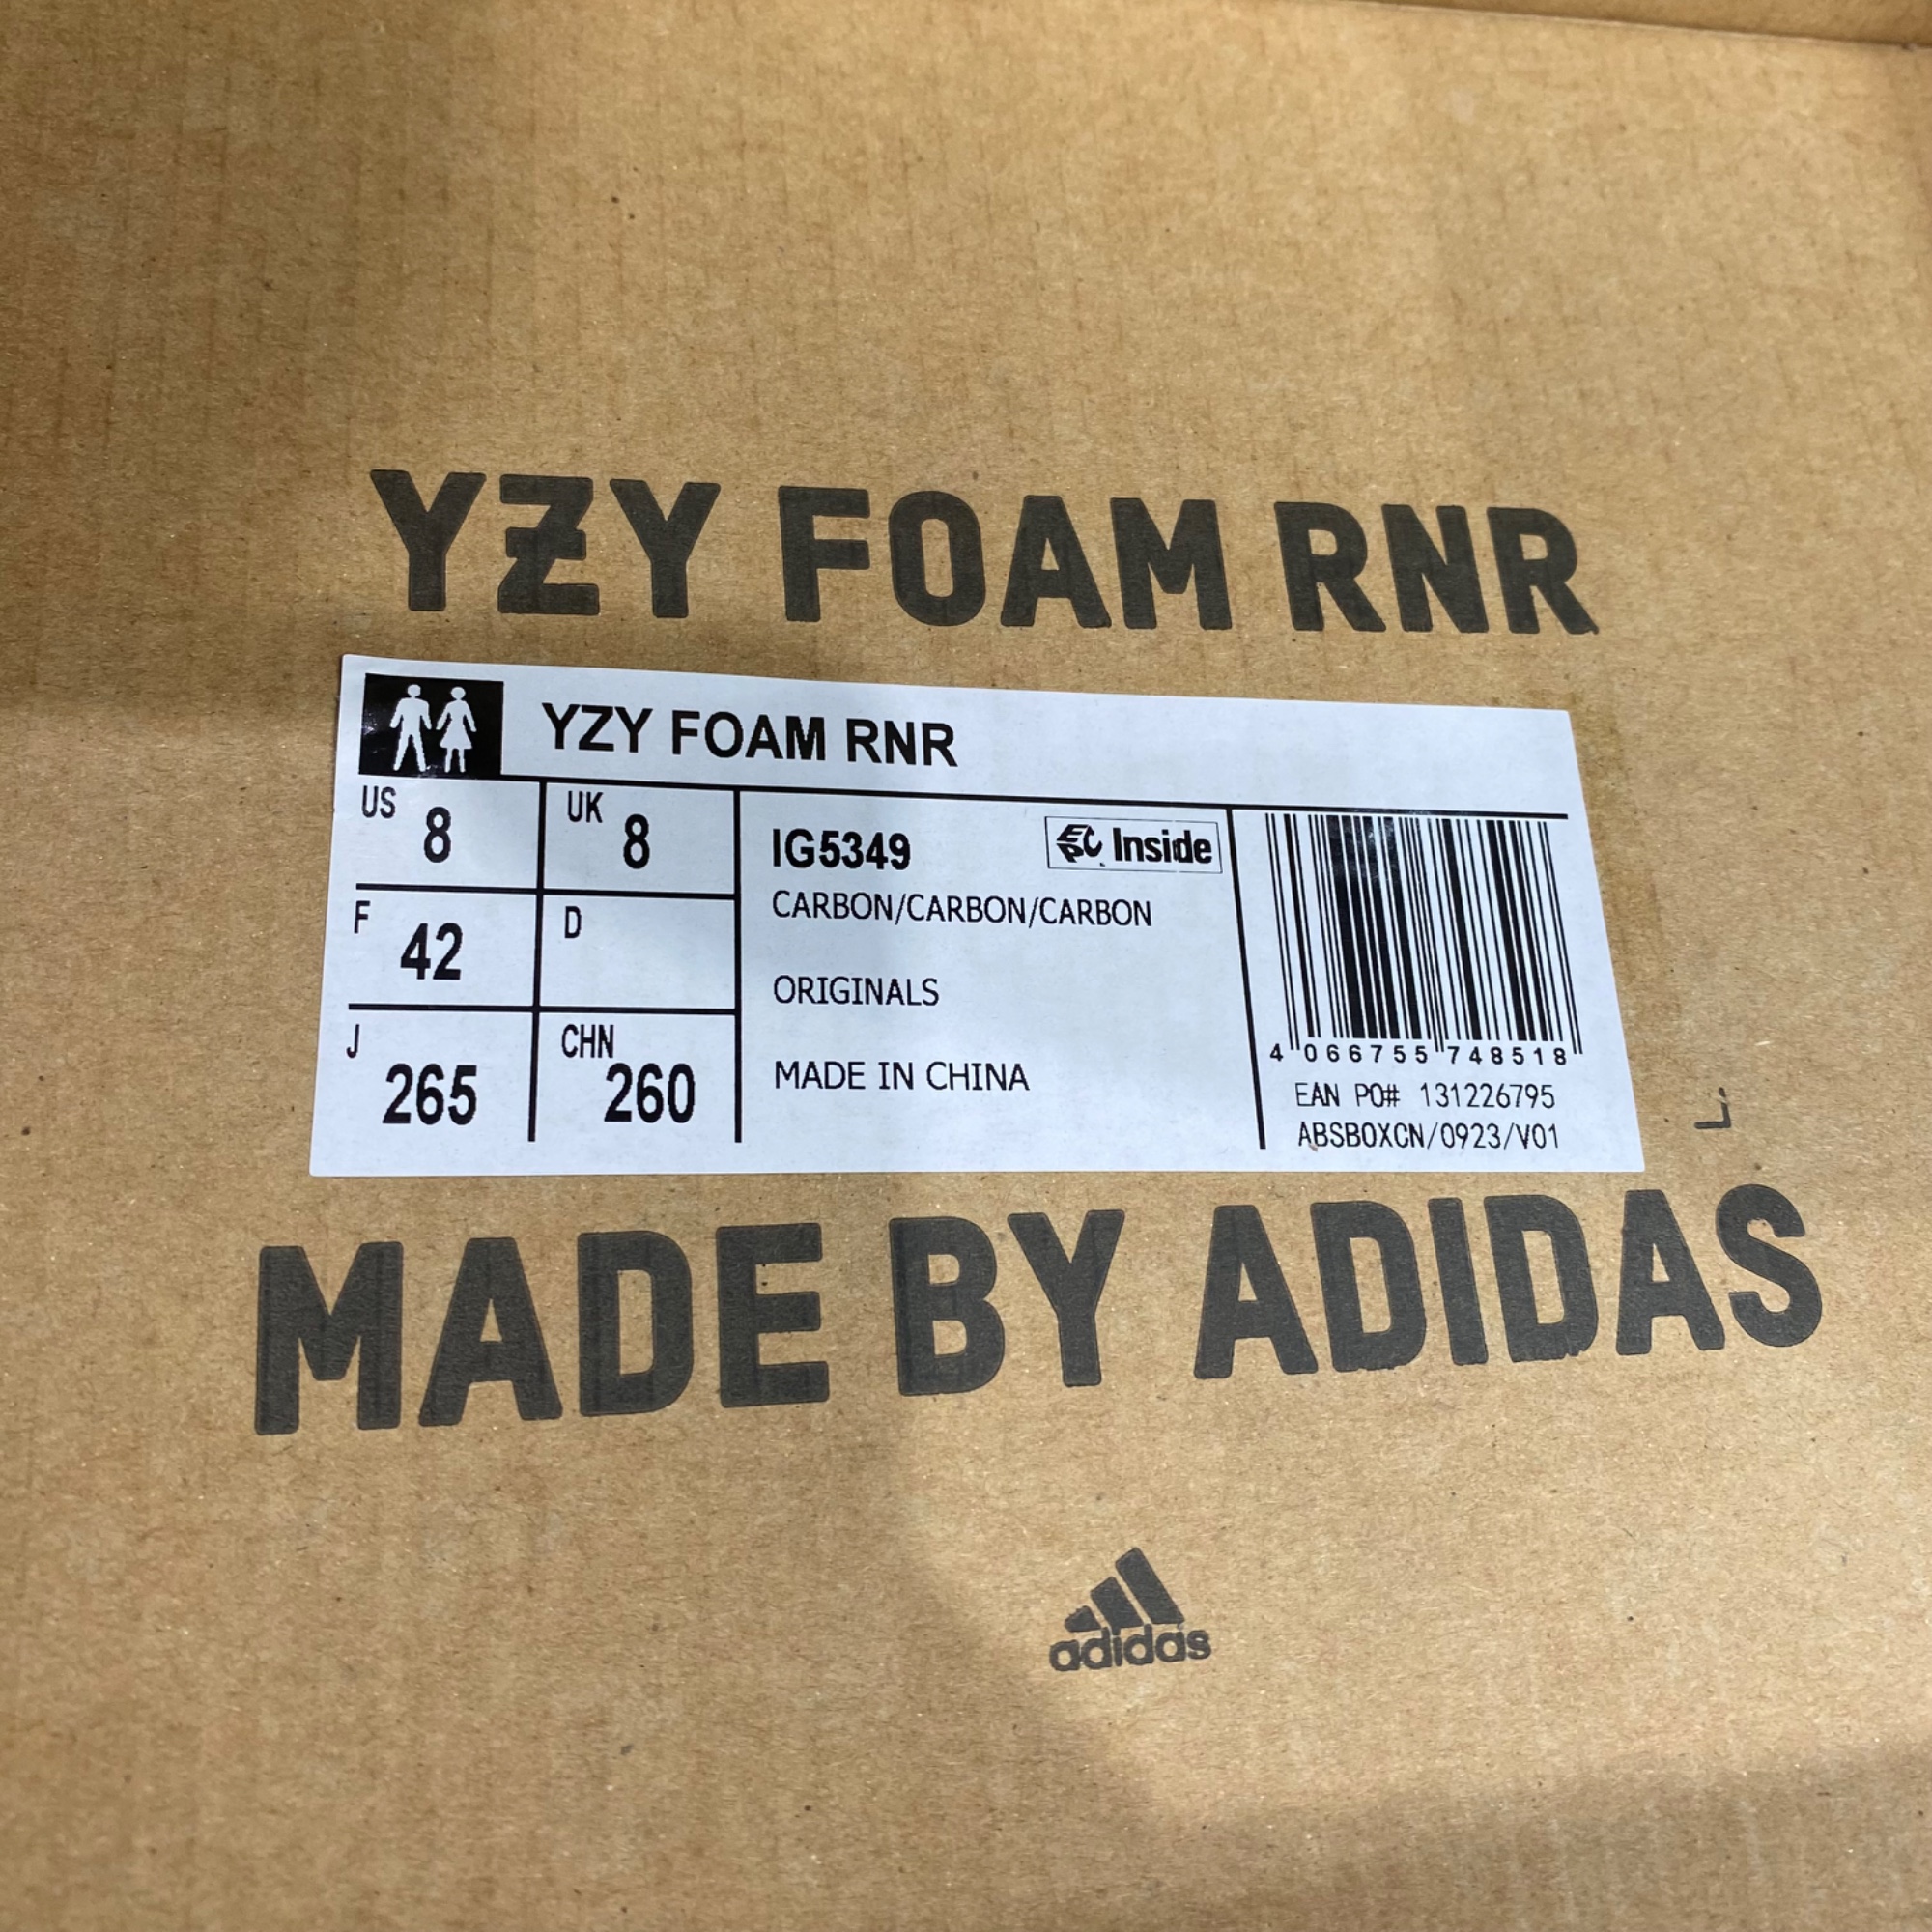 YZY FOAM RNR
YZY FOAM RNR
US 8 UK 8
F 42 D
J 265 CHN 260
IG5349 EPC Inside
CARBON/CARBON/CARBON
ORIGINALS
MADE IN CHINA
4 066755 748518
EAN PO# 131226795
ABSBOXCN/0923/V01
L.
MADE BY ADIDAS
adidas